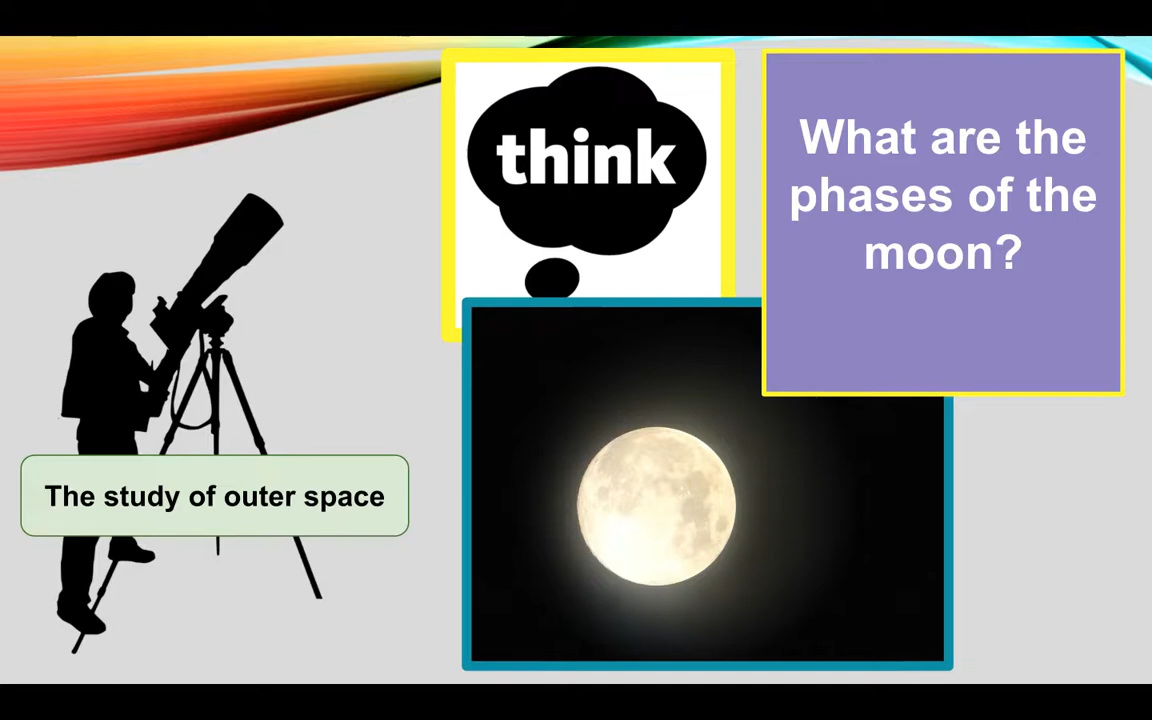 think
What are the
phases of the
moon?
The study of outer space